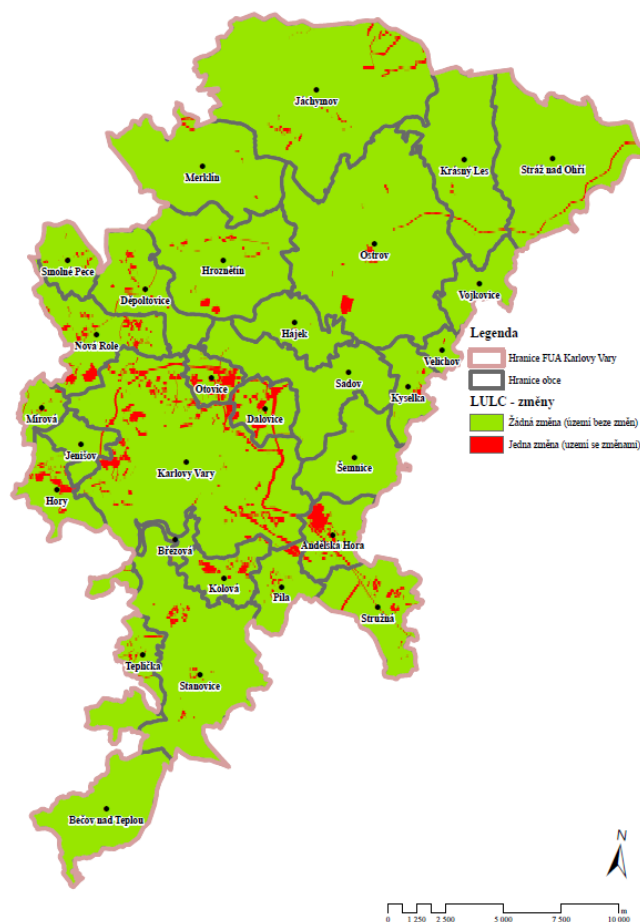 Jáchymov
Merklín
Krásný Les
Stráž nad Ohří
Ostrov
Smolné Pece
Hroznětín
Děpoltovice
Vojkovice
Hájek
Nová Role
Velichov
Legenda
Hranice FUA Karlovy Vary
Hranice obce
LULC - změny
Žádná změna (území beze změn)
Jedna změna (uzemí se změnami)
Sadov
Otovice
Kyselka
Mírová
Dalovice
Jenišov
Karlovy Vary
Šemnice
Hory
Andělská Hora
Březová
Kolová
Pila
Stružná
Teplička
Stanovice
Bečov nad Teplou
N
0 1 250 2 500 5 000 7 500 10 000
m